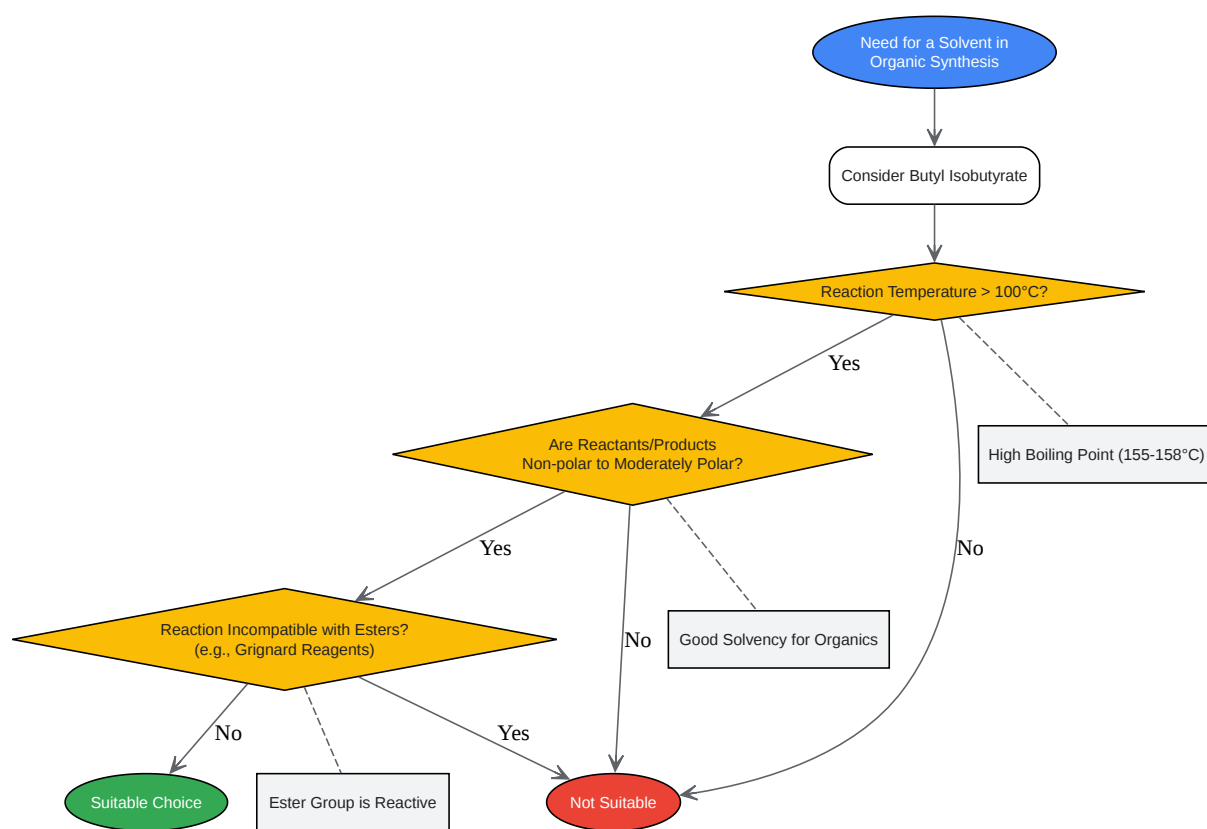 Need for a Solvent in
Organic Synthesis
Consider Butyl Isobutyrate
Reaction Temperature > 100°C?
Yes
Are Reactants/Products
Non-polar to Moderately Polar?
High Boiling Point (155-158°C)
Yes
No
Reaction Incompatible with Esters?
(e.g., Grignard Reagents)
Good Solvency for Organics
No
No
Yes
Suitable Choice
Ester Group is Reactive
Not Suitable